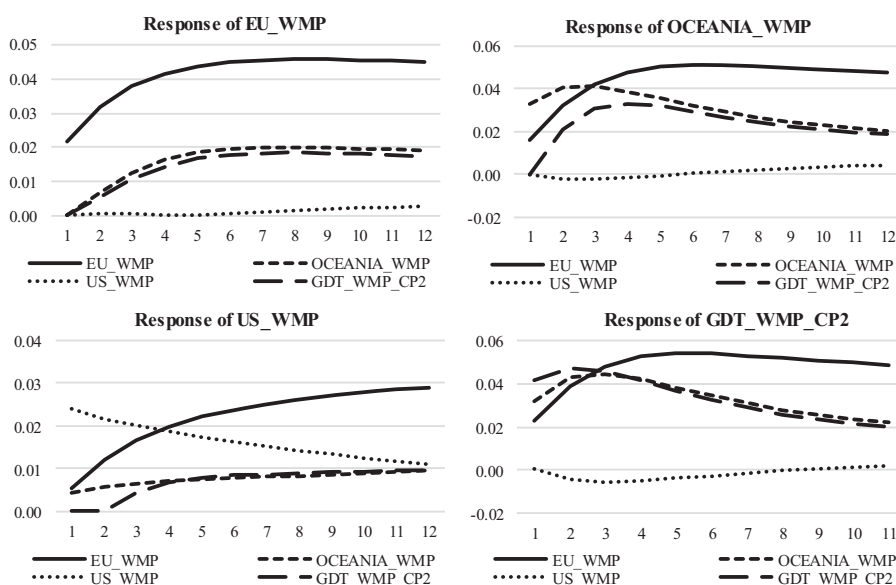 Response of EU_WMP
0.05
0.04
0.03
0.02
0.01
0.00
1 2 3 4 5 6 7 8 9 10 11 12
EU_WMP OCEANIA_WMP
US_WMP GDT_WMP_CP2
Response of OCEANIA_WMP
0.06
0.04
0.02
0.00
-0.02
1 2 3 4 5 6 7 8 9 10 11 12
EU_WMP OCEANIA_WMP
US_WMP GDT_WMP_CP2
Response of US_WMP
0.04
0.03
0.02
0.01
0.00
1 2 3 4 5 6 7 8 9 10 11 12
EU_WMP OCEANIA_WMP
US_WMP GDT_WMP_CP2
Response of GDT_WMP_CP2
0.06
0.04
0.02
0.00
-0.02
1 2 3 4 5 6 7 8 9 10 11
EU_WMP OCEANIA_WMP
US_WMP GDT_WMP_CP2